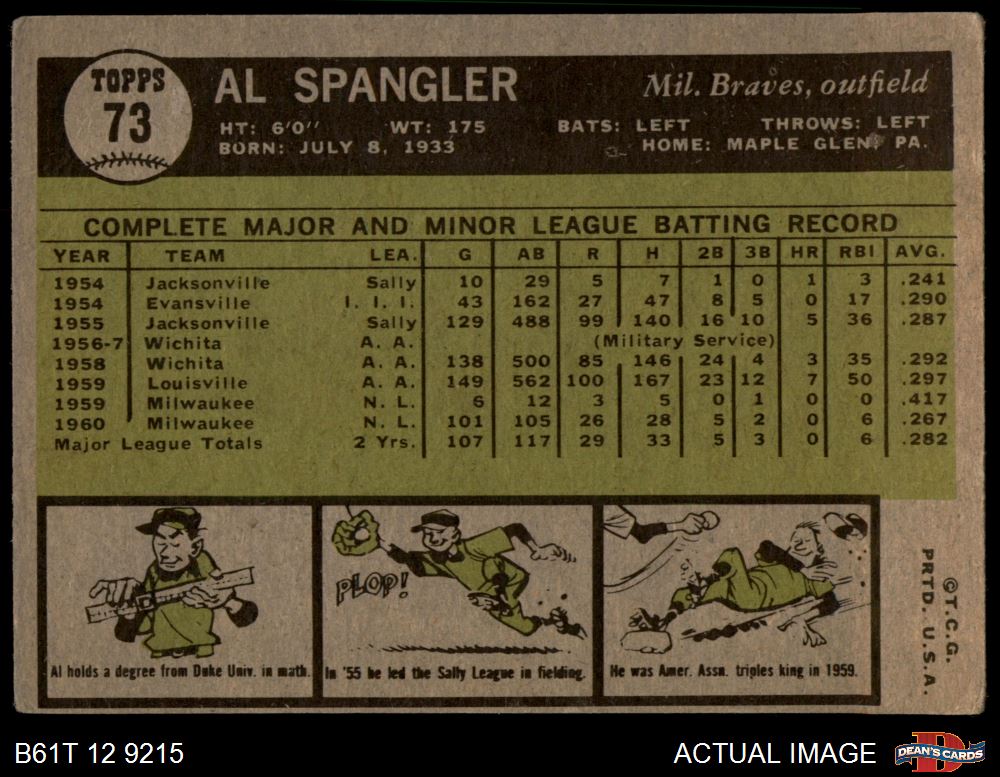 TOPPS
73
AL SPANGLER
Mil. Braves, outfield
HT: 6'0" WT: 175 BATS: LEFT THROWS: LEFT
BORN: JULY 8, 1933 HOME: MAPLE GLEN, PA.
COMPLETE MAJOR AND MINOR LEAGUE BATTING RECORD
YEAR TEAM LEA. G AB R H 2B 3B HR RBI AVG.
1954 Jacksonville Sally 10 29 5 7 1 0 1 3 .241
1954 Evansville I. I. I. 43 162 27 47 8 5 0 17 .290
1955 Jacksonville Sally 129 488 99 140 16 10 5 36 .287
1956-7 Wichita A. A. (Military Service)
1958 Wichita A. A. 138 500 85 146 24 4 3 35 .292
1959 Louisville A. A. 149 562 100 167 23 12 7 50 .297
1959 Milwaukee N. L. 6 12 3 5 0 1 0 0 .417
1960 Milwaukee N. L. 101 105 26 28 5 2 0 6 .267
Major League Totals 2 Yrs. 107 117 29 33 5 3 0 6 .282
PLOP!
Al holds a degree from Duke Univ. in math.
In '55 he led the Sally League in fielding.
He was Amer. Assn. triples king in 1959.
©T.C.G.
PRTD. U.S.A.
B61T 12 9215
ACTUAL IMAGE
DEAN'S CARDS